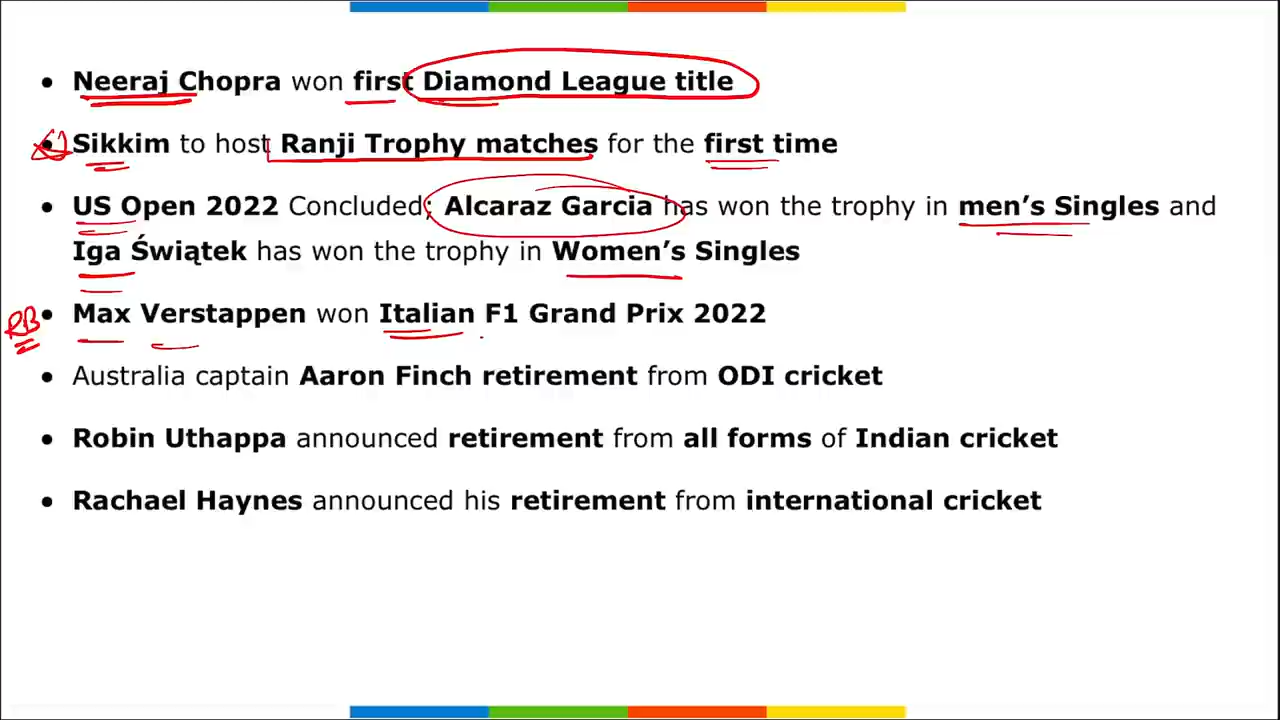 • Neeraj Chopra won first Diamond League title
• Sikkim to host Ranji Trophy matches for the first time
• US Open 2022 Concluded; Alcaraz Garcia has won the trophy in men’s Singles and
Iga Świątek has won the trophy in Women’s Singles
RB
• Max Verstappen won Italian F1 Grand Prix 2022
• Australia captain Aaron Finch retirement from ODI cricket
• Robin Uthappa announced retirement from all forms of Indian cricket
• Rachael Haynes announced his retirement from international cricket